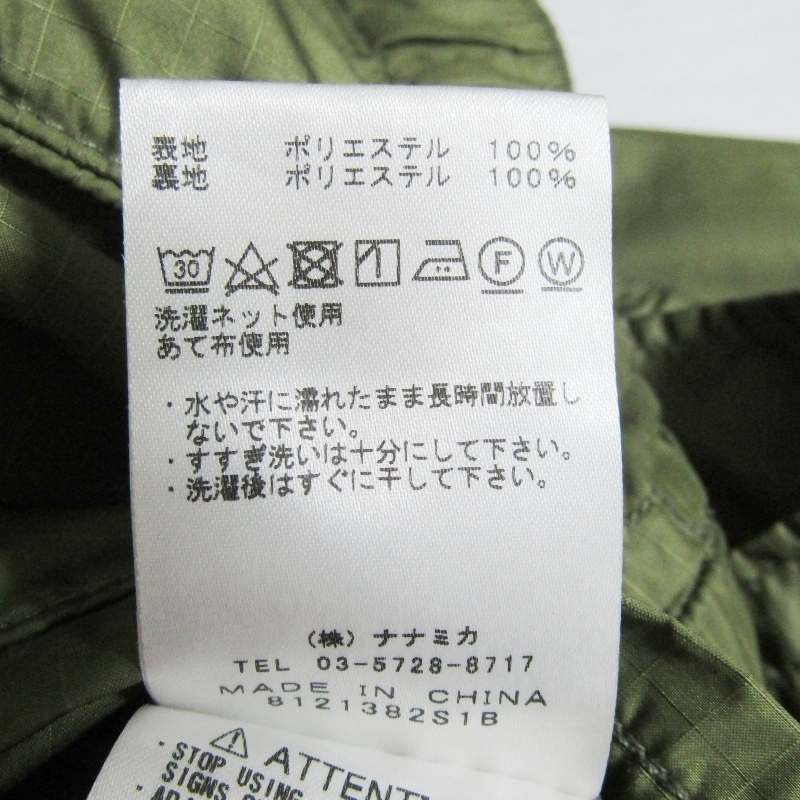 表地 ポリエステル 100%
裏地 ポリエステル 100%
30 F W
洗濯ネット使用
あて布使用
・水や汗に濡れたまま長時間放置し
ないで下さい。
・すすぎ洗いは十分にして下さい。
・洗濯後はすぐに干して下さい。
(株) ナナミカ
TEL 03-5728-8717
MADE IN CHINA
8121382S1B
ATTENT
・STOP USING
SIGNS